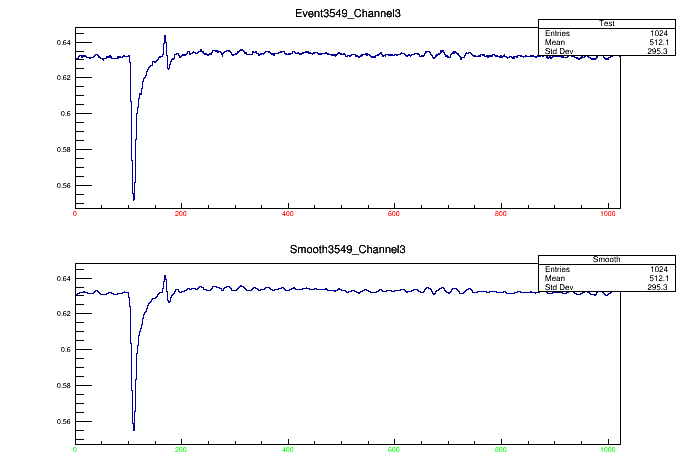 Event3549_Channel3
Test
Entries 1024
Mean 512.1
Std Dev 295.3
0.64
0.62
0.6
0.58
0.56
0 200 400 600 800 1000
Smooth3549_Channel3
Smooth
Entries 1024
Mean 512.1
Std Dev 295.3
0.64
0.62
0.6
0.58
0.56
0 200 400 600 800 1000